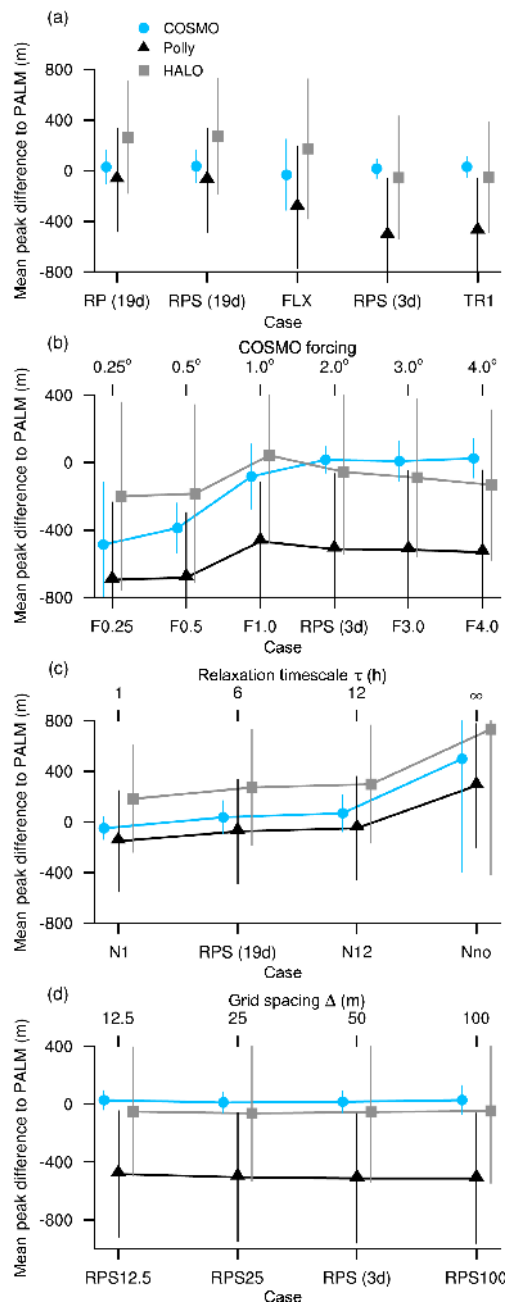 (a)
COSMO
Polly
HALO
Mean peak difference to PALM (m)
800
400
0
-400
-800
RP (19d) RPS (19d) FLX RPS (3d) TR1
Case
(b)
COSMO forcing
0.25° 0.5° 1.0° 2.0° 3.0° 4.0°
Mean peak difference to PALM (m)
400
0
-400
-800
F0.25 F0.5 F1.0 RPS (3d) F3.0 F4.0
Case
(c)
Relaxation timescale τ (h)
1 6 12 ∞
Mean peak difference to PALM (m)
800
400
0
-400
-800
N1 RPS (19d) N12 Nno
Case
(d)
Grid spacing Δ (m)
12.5 25 50 100
Mean peak difference to PALM (m)
400
0
-400
-800
RPS12.5 RPS25 RPS (3d) RPS100
Case